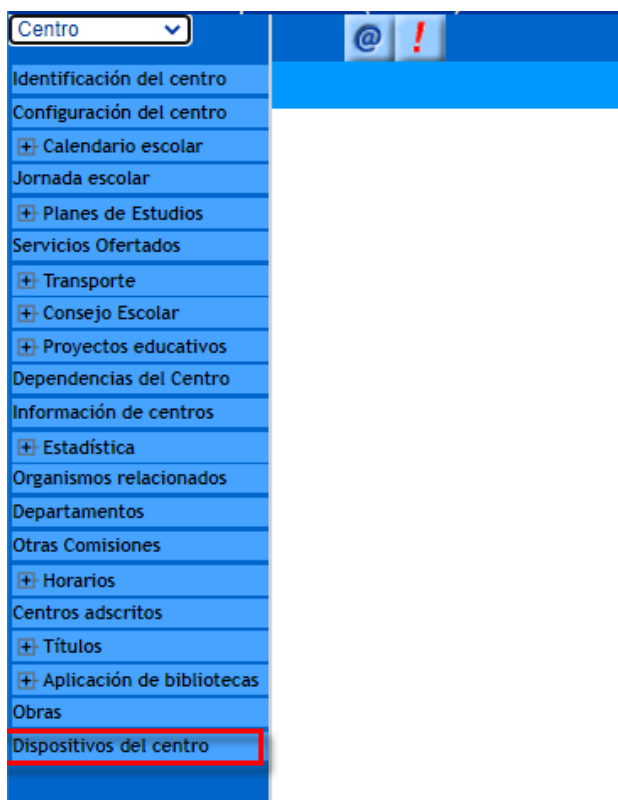 Centro
@ !
Identificación del centro
Configuración del centro
Calendario escolar
Jornada escolar
Planes de Estudios
Servicios Ofertados
Transporte
Consejo Escolar
Proyectos educativos
Dependencias del Centro
Información de centros
Estadística
Organismos relacionados
Departamentos
Otras Comisiones
Horarios
Centros adscritos
Títulos
Aplicación de bibliotecas
Obras
Dispositivos del centro